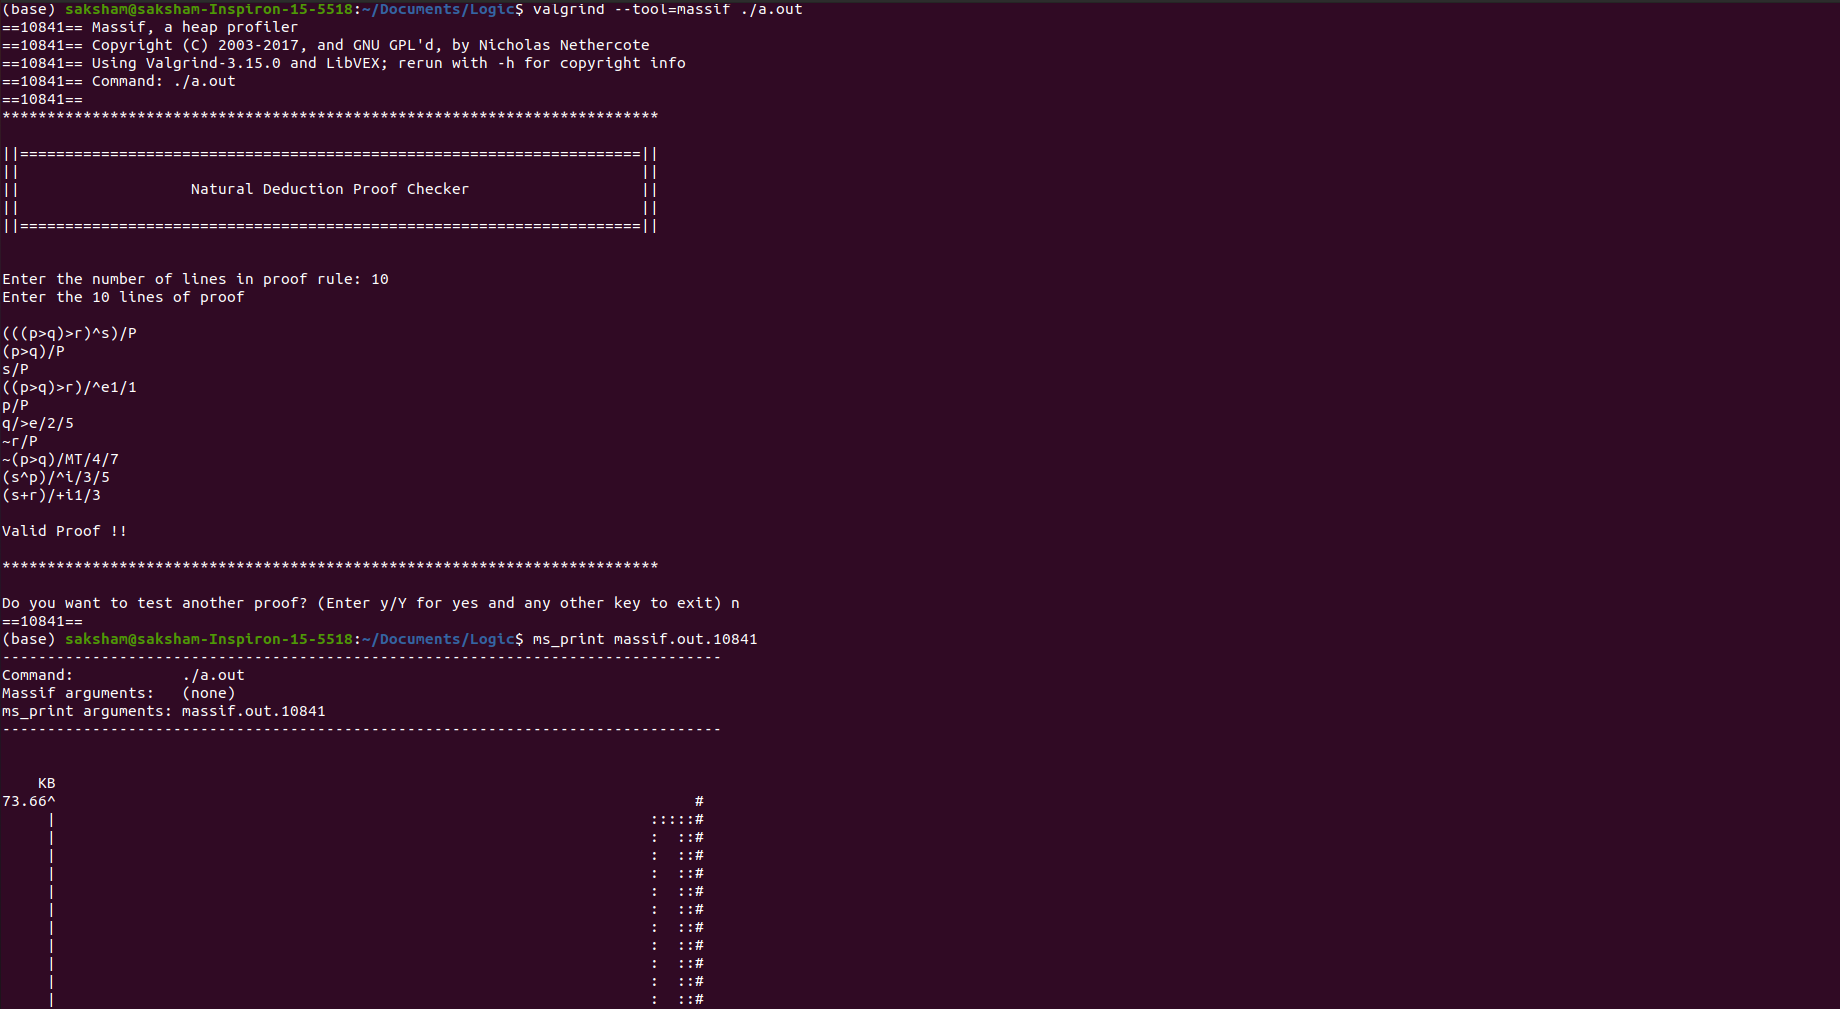 (base) saksham@saksham-Inspiron-15-5518:~/Documents/Logic$ valgrind --tool=massif ./a.out
==10841== Massif, a heap profiler
==10841== Copyright (C) 2003-2017, and GNU GPL'd, by Nicholas Nethercote
==10841== Using Valgrind-3.15.0 and LibVEX; rerun with -h for copyright info
==10841== Command: ./a.out
==10841==
*************************************************************************
||=====================================================================||
||                                                                     ||
||                   Natural Deduction Proof Checker                   ||
||                                                                     ||
||=====================================================================||
Enter the number of lines in proof rule: 10
Enter the 10 lines of proof
(((p>q)>r)^s)/P
(p>q)/P
s/P
((p>q)>r)/^e1/1
p/P
q/>e/2/5
~r/P
~(p>q)/MT/4/7
(s^p)/^i/3/5
(s+r)/+i1/3
Valid Proof !!
*************************************************************************
Do you want to test another proof? (Enter y/Y for yes and any other key to exit) n
==10841==
(base) saksham@saksham-Inspiron-15-5518:~/Documents/Logic$ ms_print massif.out.10841
--------------------------------------------------------------------------------
Command:            ./a.out
Massif arguments:   (none)
ms_print arguments: massif.out.10841
--------------------------------------------------------------------------------
    KB
73.66^                                                                       #
     |                                                                  :::::#
     |                                                                  :  ::#
     |                                                                  :  ::#
     |                                                                  :  ::#
     |                                                                  :  ::#
     |                                                                  :  ::#
     |                                                                  :  ::#
     |                                                                  :  ::#
     |                                                                  :  ::#
     |                                                                  :  ::#
     |                                                                  :  ::#